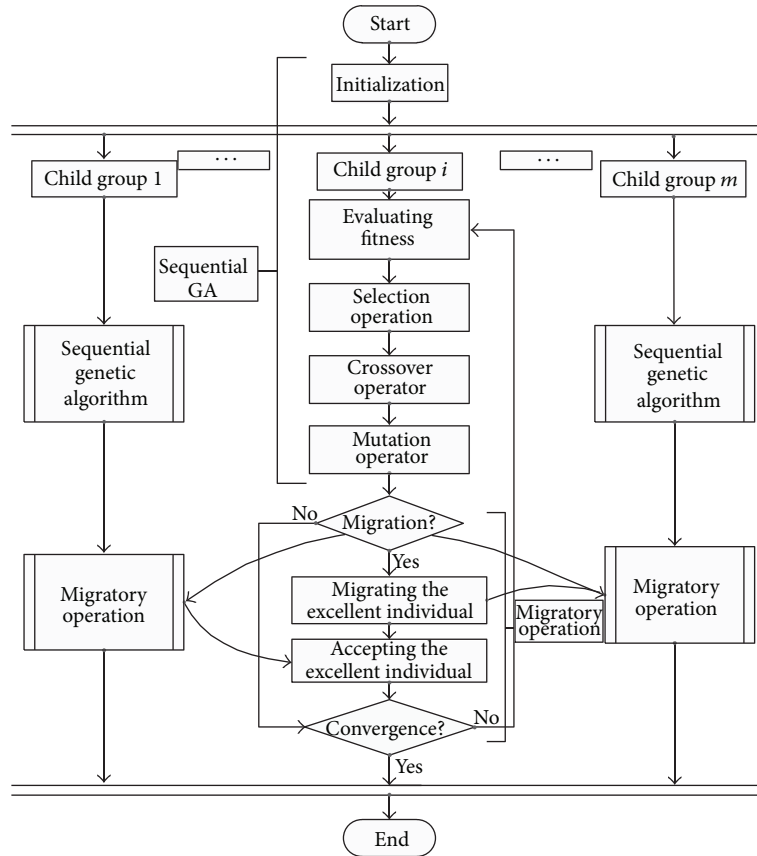 Start
Initialization
Child group 1
...
Child group i
...
Child group m
Evaluating
fitness
Sequential
GA
Selection
operation
Sequential
genetic
algorithm
Crossover
operator
Sequential
genetic
algorithm
Mutation
operator
No
Migration?
Yes
Migratory
operation
Migrating the
excellent individual
Migratory
operation
Migratory
operation
Accepting the
excellent individual
Convergence?
No
Yes
End